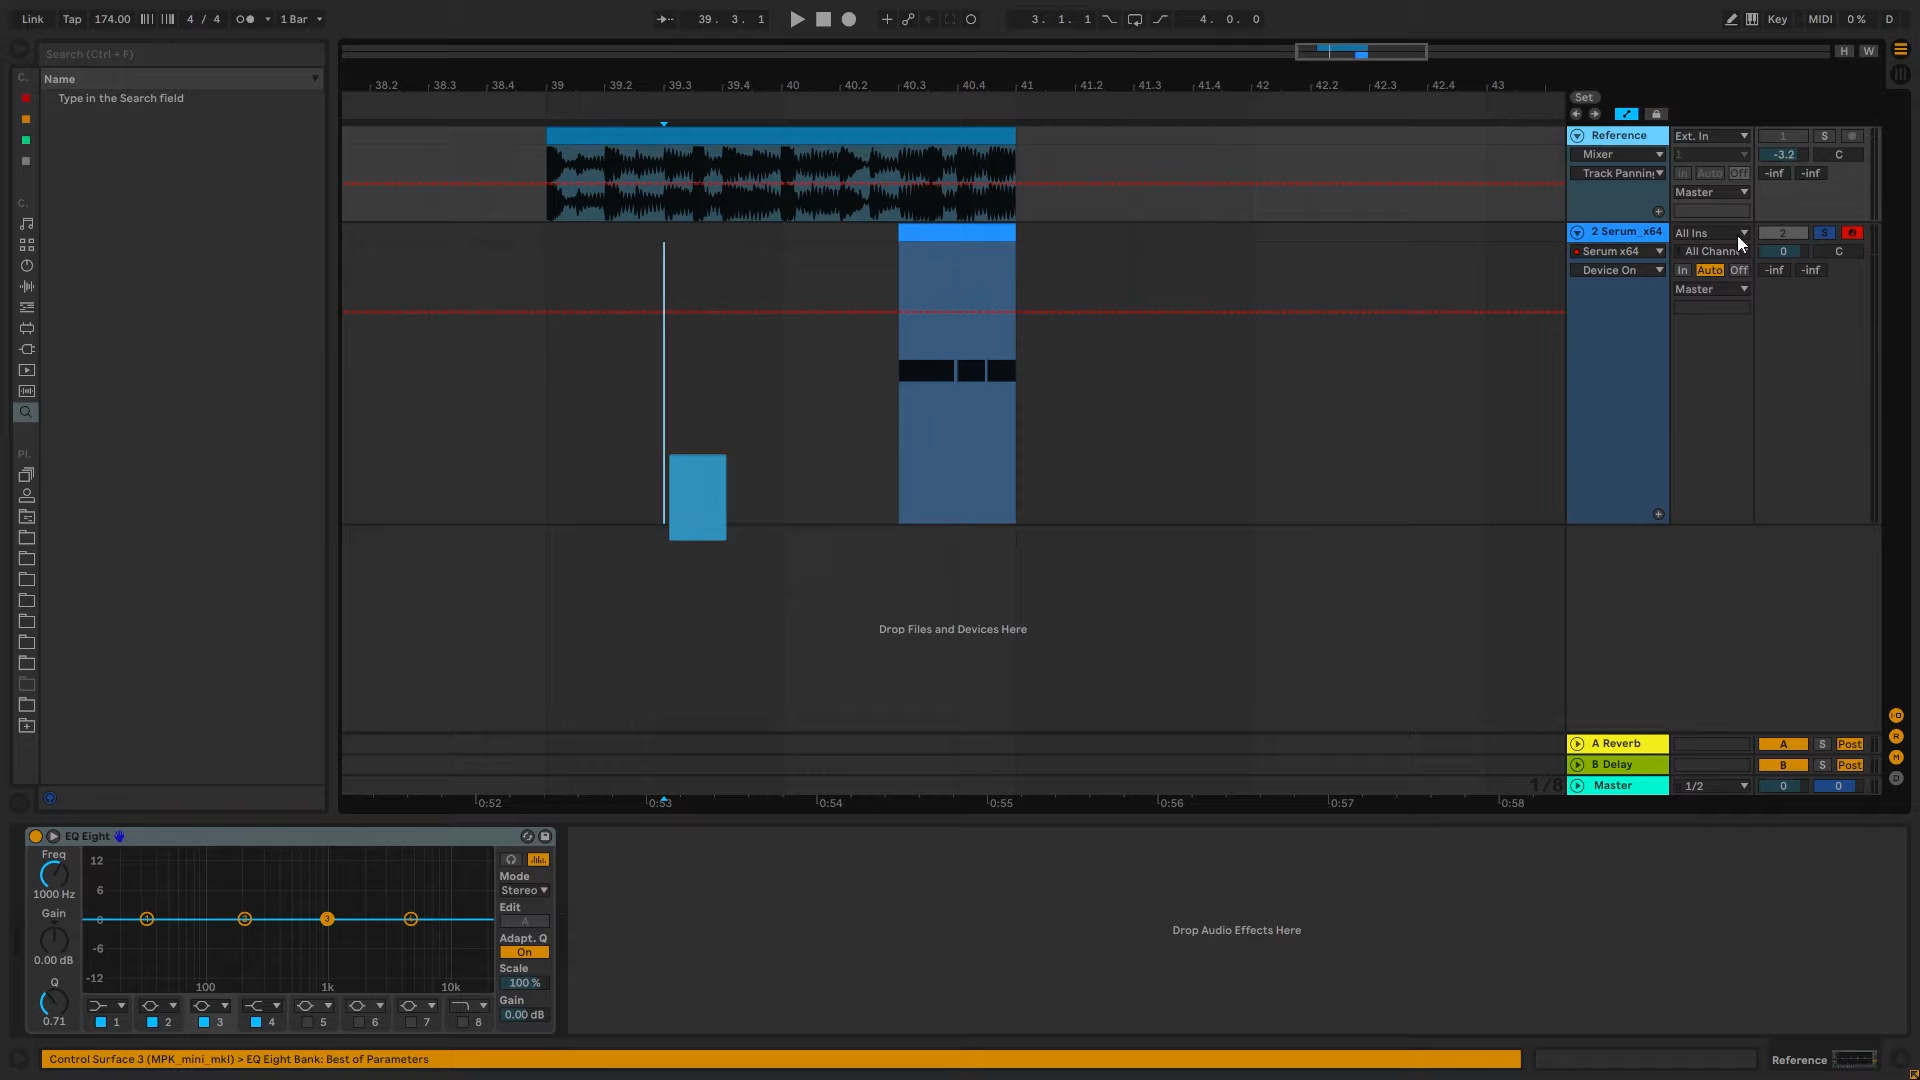 Link Tap 174.00 4 / 4 1 Bar 39. 3. 1 3. 1. 1 4. 0. 0 Key MIDI 0 % D
Search (Ctrl + F)
H W
C.
Name
Type in the Search field
38.2 38.3 38.4 39 39.2 39.3 39.4 40 40.2 40.3 40.4 41 41.2 41.3 41.4 42 42.2 42.3 42.4 43
Set
Reference Ext. In 1 S
Mixer 1 -3.2 C
Track Panning In Auto Off -inf -inf
Master
C.
2 Serum_x64 All Ins 2 S
Serum x64 All Chann 0 C
Device On In Auto Off -inf -inf
Master
Pl.
Drop Files and Devices Here
A Reverb A S Post
B Delay B S Post
1/8 Master 1/2 0 0
0:52 0:53 0:54 0:55 0:56 0:57 0:58
EQ Eight
Freq
1000 Hz
Gain
0.00 dB
Q
0.71
12
6
0
-6
-12
100 1k 10k
1 2 3 4 5 6 7 8
Mode
Stereo
Edit
A
Adapt. Q
On
Scale
100 %
Gain
0.00 dB
Drop Audio Effects Here
Control Surface 3 (MPK_mini_mkI) > EQ Eight Bank: Best of Parameters
Reference